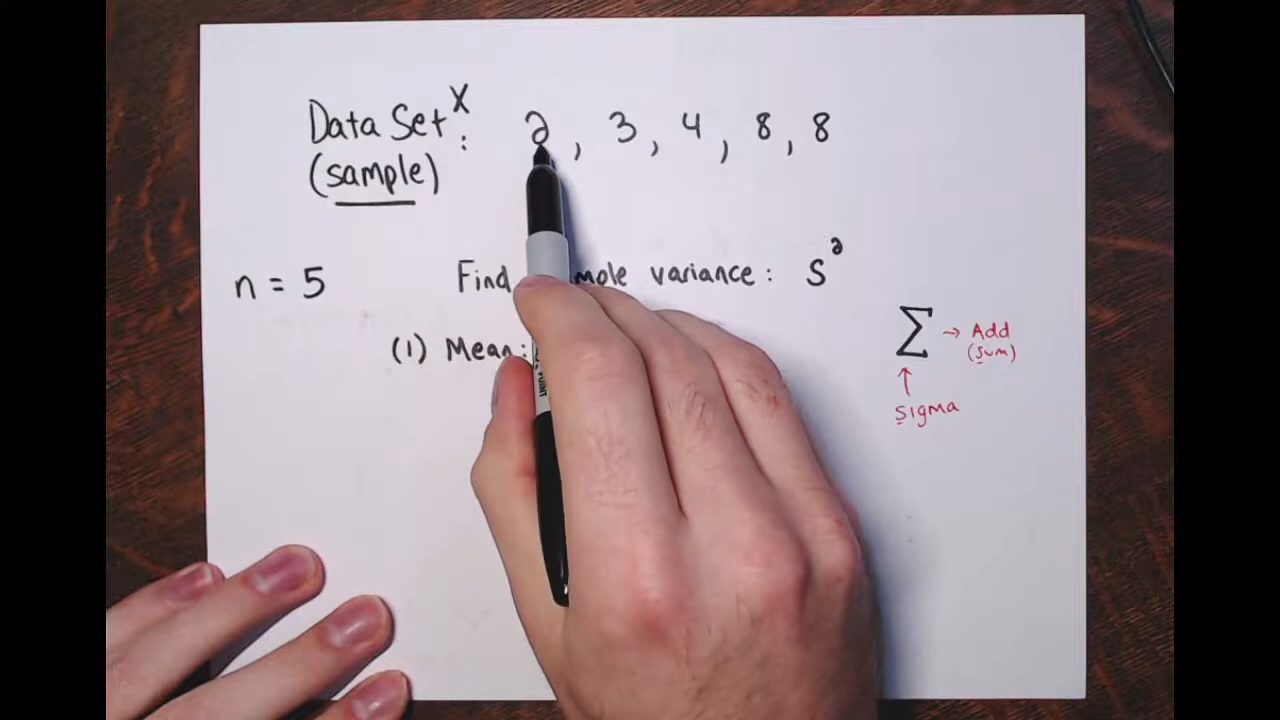 Data Set X : 2, 3, 4, 8, 8
(sample)
n = 5
Find variance: S²
(1) Mean:
Σ → Add
(sum)
↑
sigma